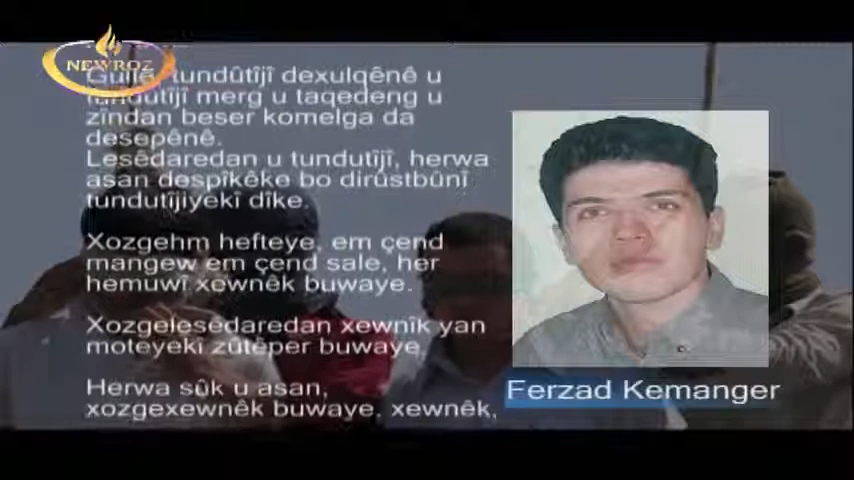 NEWROZ
Gulley tundûtîjî dexulqênê u
tundutîjî merg u taqedeng u
zîndan beser komelga da
desepênê.
Lesêdaredan u tundutîjî, herwa
asan despîkêke bo dirûstbûnî
tundutîjiyekî dîke.
Xozgehm hefteye, em çend
mangew em çend sale, her
hemuwî xewnêk buwaye.
Xozgelesêdaredan xewnîk yan
moteyekî zûtêper buwaye,
Herwa sûk u asan,
xozgexewnêk buwaye, xewnêk,
Ferzad Kemanger